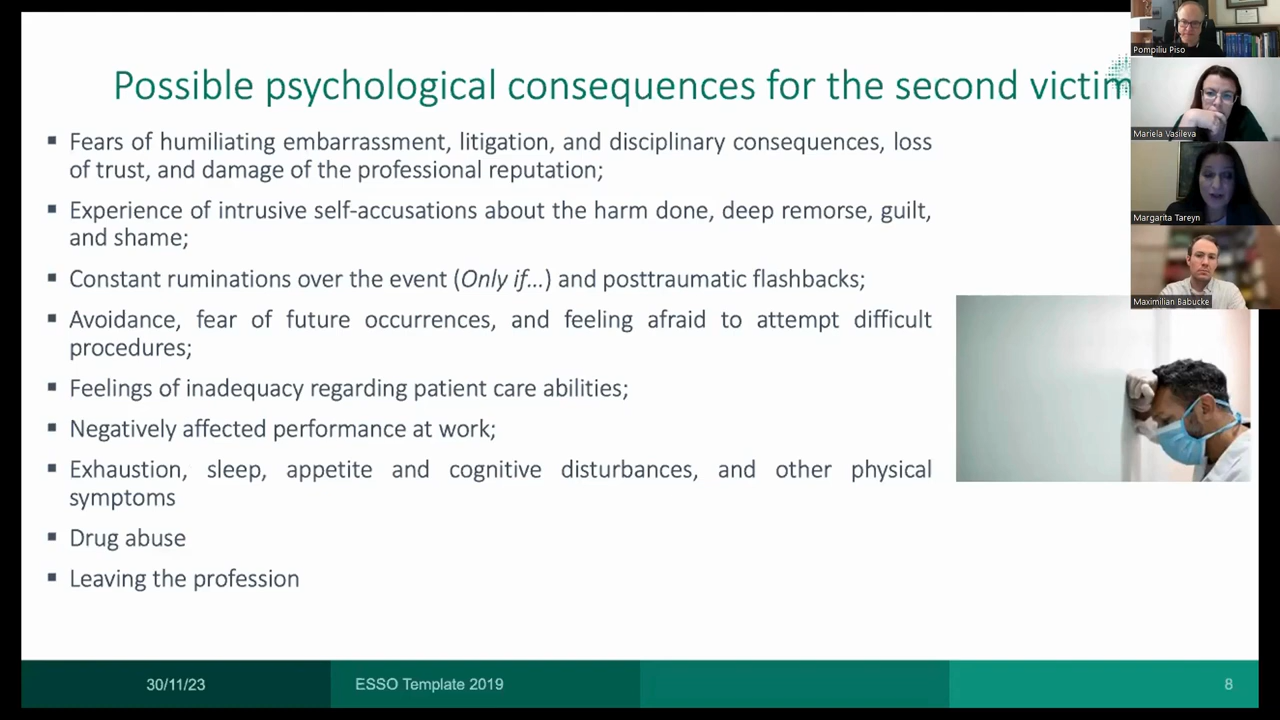 Possible psychological consequences for the second victim
▪ Fears of humiliating embarrassment, litigation, and disciplinary consequences, loss
of trust, and damage of the professional reputation;
▪ Experience of intrusive self-accusations about the harm done, deep remorse, guilt,
and shame;
▪ Constant ruminations over the event (Only if...) and posttraumatic flashbacks;
▪ Avoidance, fear of future occurrences, and feeling afraid to attempt difficult
procedures;
▪ Feelings of inadequacy regarding patient care abilities;
▪ Negatively affected performance at work;
▪ Exhaustion, sleep, appetite and cognitive disturbances, and other physical
symptoms
▪ Drug abuse
▪ Leaving the profession
30/11/23
ESSO Template 2019
8
Pompiliu Piso
Mariela Vasileva
Margarita Tareyn
Maximilian Babucke